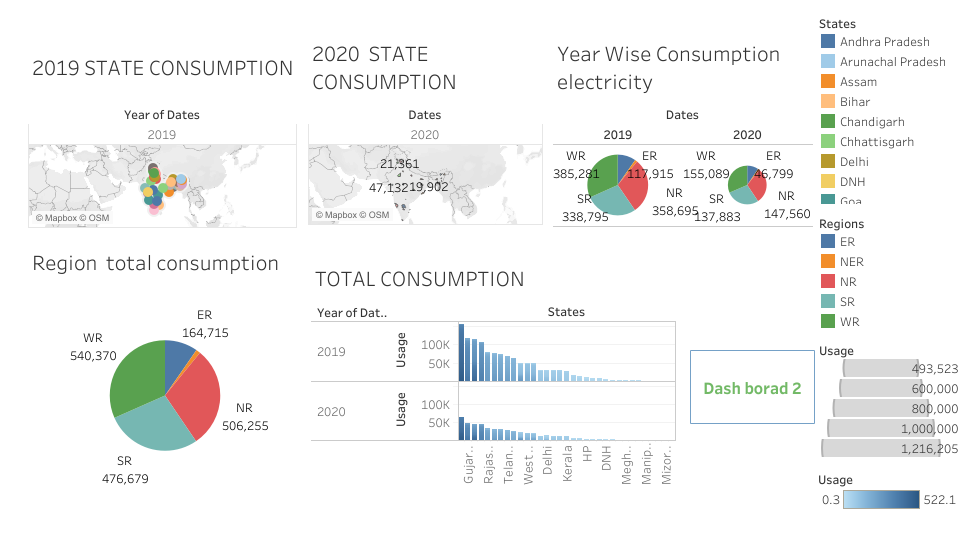 2019 STATE CONSUMPTION
Year of Dates
2019
© Mapbox © OSM
2020 STATE
CONSUMPTION
Dates
2020
21,361
47,132
19,902
© Mapbox © OSM
Year Wise Consumption
electricity
Dates
2019
2020
WR
385,281
ER
117,915
SR
338,795
NR
358,695
WR
155,089
ER
46,799
SR
137,883
NR
147,560
States
Andhra Pradesh
Arunachal Pradesh
Assam
Bihar
Chandigarh
Chhattisgarh
Delhi
DNH
Goa
Regions
ER
NER
NR
SR
WR
Region total consumption
ER
164,715
WR
540,370
NR
506,255
SR
476,679
TOTAL CONSUMPTION
Year of Dat..
States
2019
Usage
100K
50K
2020
Usage
100K
50K
Gujar..
Rajas..
Telan..
West..
Delhi
Kerala
HP
DNH
Megh..
Manip..
Mizor..
Dash borad 2
Usage
493,523
600,000
800,000
1,000,000
1,216,205
Usage
0.3
522.1